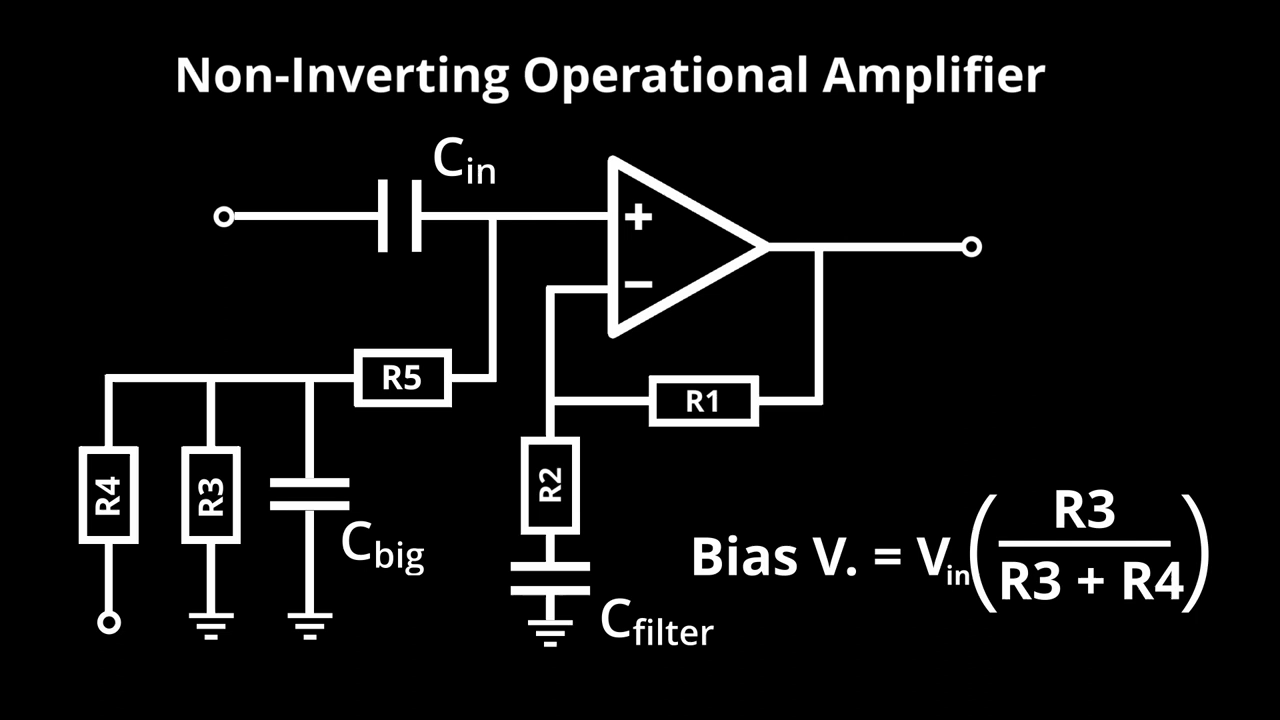 Non-Inverting Operational Amplifier
Cin
+
−
R5
R1
R4
R3
R2
Cbig
Cfilter
Bias V. = Vin(R3 / R3 + R4)